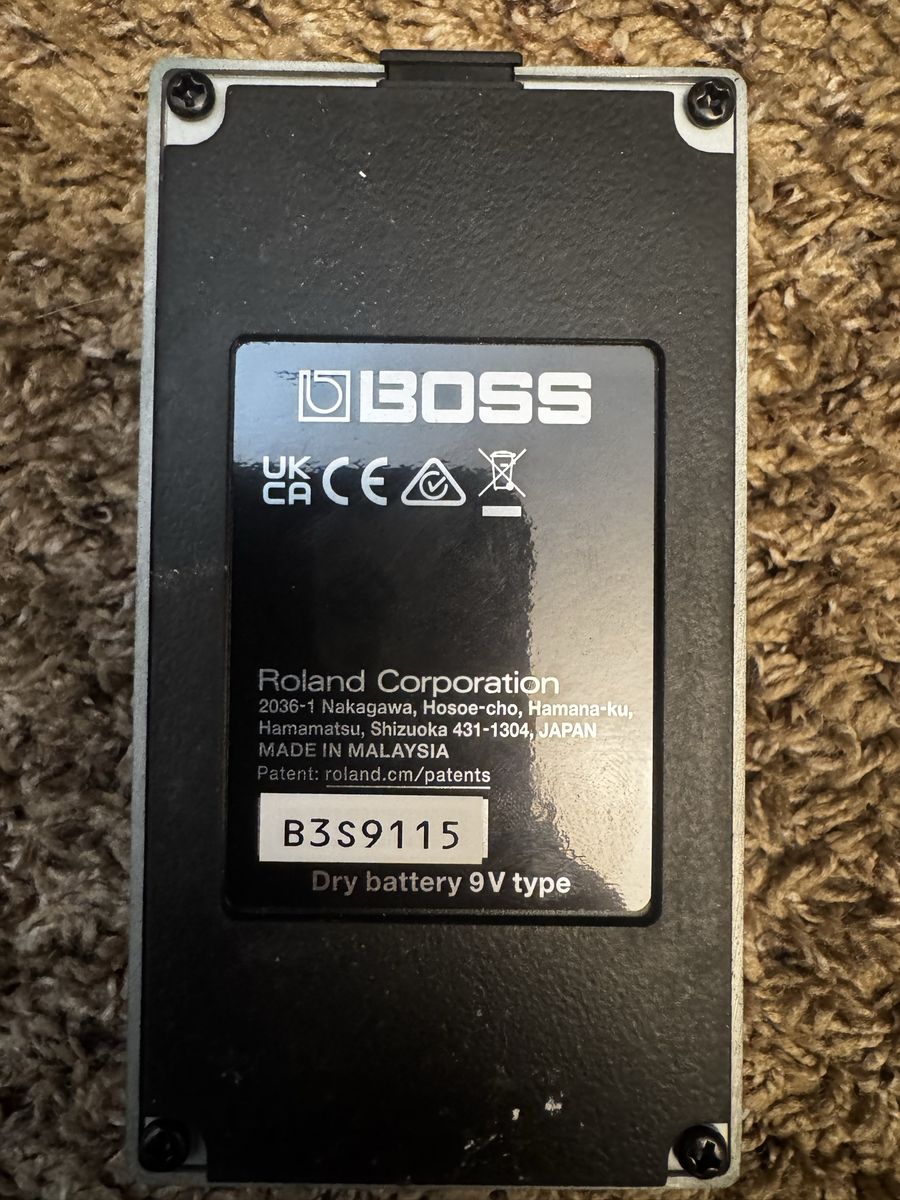 BOSS
UK
CA CE
Roland Corporation
2036-1 Nakagawa, Hosoe-cho, Hamana-ku,
Hamamatsu, Shizuoka 431-1304, JAPAN
MADE IN MALAYSIA
Patent: roland.cm/patents
B3S9115
Dry battery 9V type